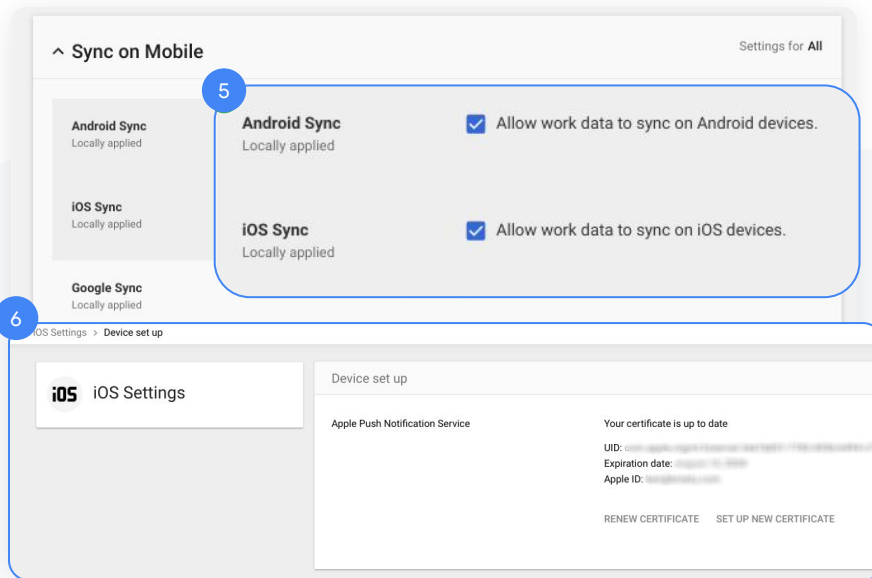 Sync on Mobile
Settings for All
5
Android Sync
Locally applied
iOS Sync
Locally applied
Google Sync
Locally applied
Android Sync
Locally applied
Allow work data to sync on Android devices.
iOS Sync
Locally applied
Allow work data to sync on iOS devices.
6
iOS Settings > Device set up
iOS iOS Settings
Device set up
Apple Push Notification Service
Your certificate is up to date
UID:
Expiration date:
Apple ID:
RENEW CERTIFICATE SET UP NEW CERTIFICATE